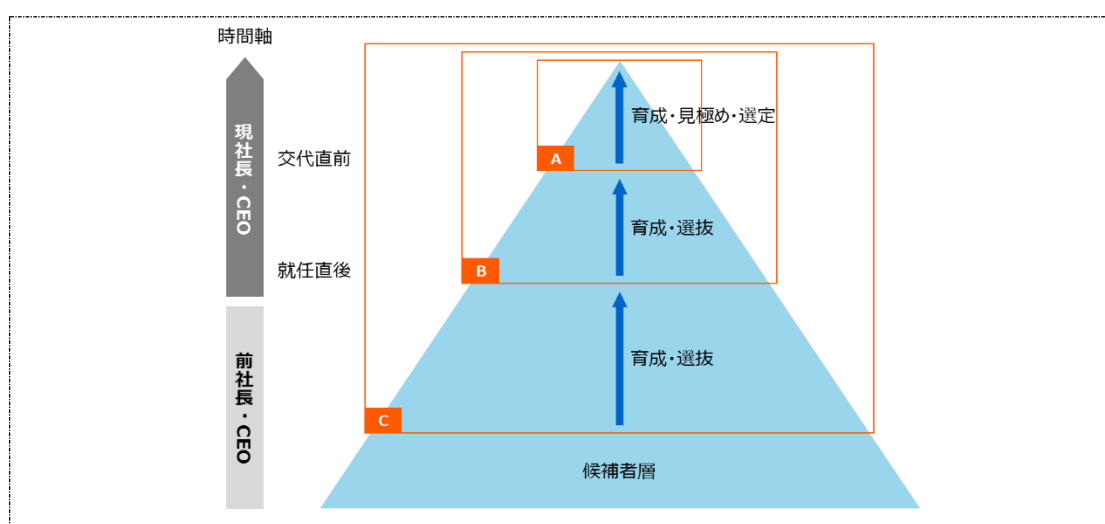 時間軸
現社長・CEO
前社長・CEO
交代直前
就任直後
育成・見極め・選定
A
育成・選抜
B
育成・選抜
C
候補者層